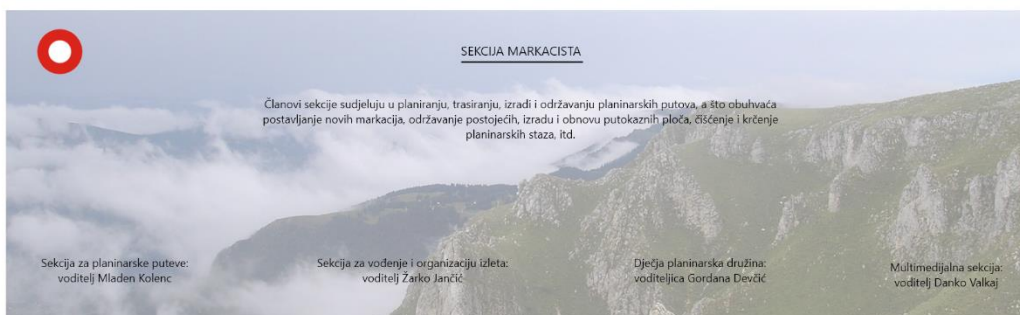 SEKCIJA MARKACISTA
Članovi sekcije sudjeluju u planiranju, trasiranju, izradi i održavanju planinarskih putova, a što obuhvaća
postavljanje novih markacija, održavanje postojećih, izradu i obnovu putokaznih ploča, čišćenje i krčenje
planinarskih staza, itd.
Sekcija za planinarske puteve:
voditelj Mladen Kolenc
Sekcija za vođenje i organizaciju izleta:
voditelj Žarko Jančić
Dječja planinarska družina:
voditeljica Gordana Devčić
Multimedijalna sekcija:
voditelj Danko Valkaj